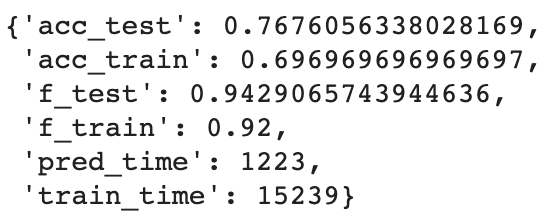 {'acc_test': 0.7676056338028169,
'acc_train': 0.696969696969697,
'f_test': 0.9429065743944636,
'f_train': 0.92,
'pred_time': 1223,
'train_time': 15239}